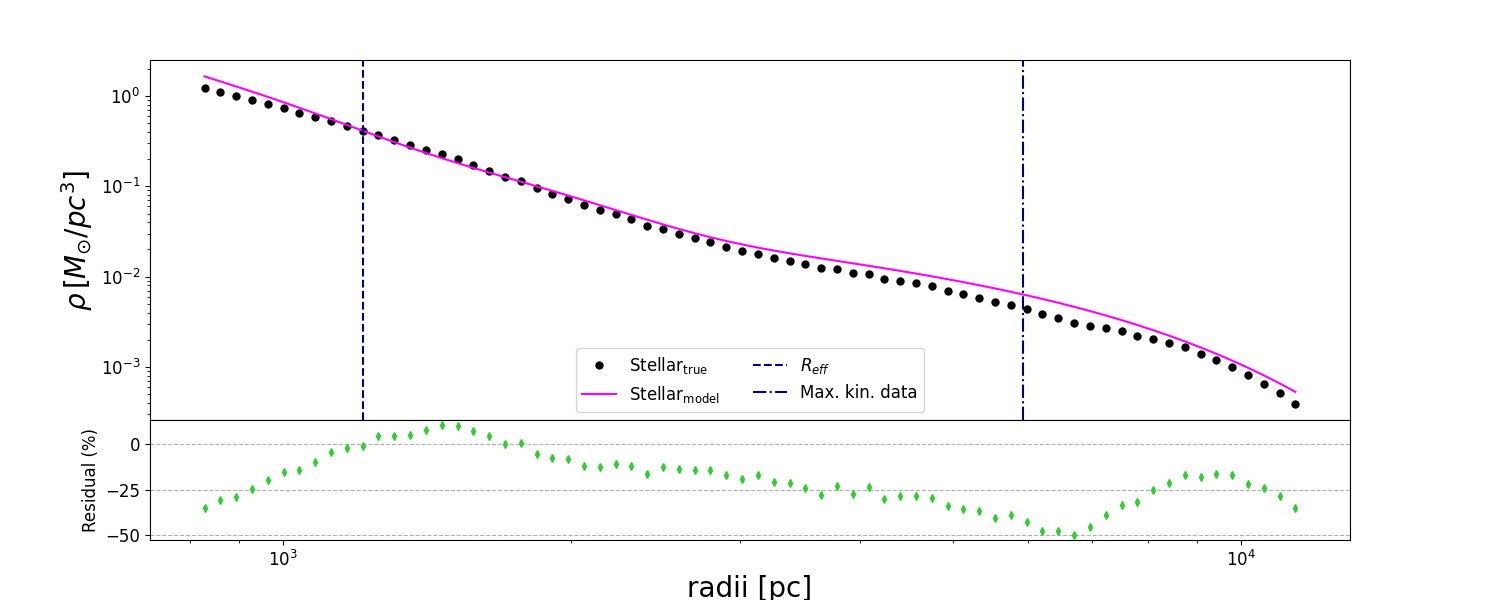 10⁰
10⁻¹
10⁻²
10⁻³
ρ [M⊙/pc³]
Stellar_true
Stellar_model
R_eff
Max. kin. data
0
−25
−50
Residual (%)
10³
10⁴
radii [pc]